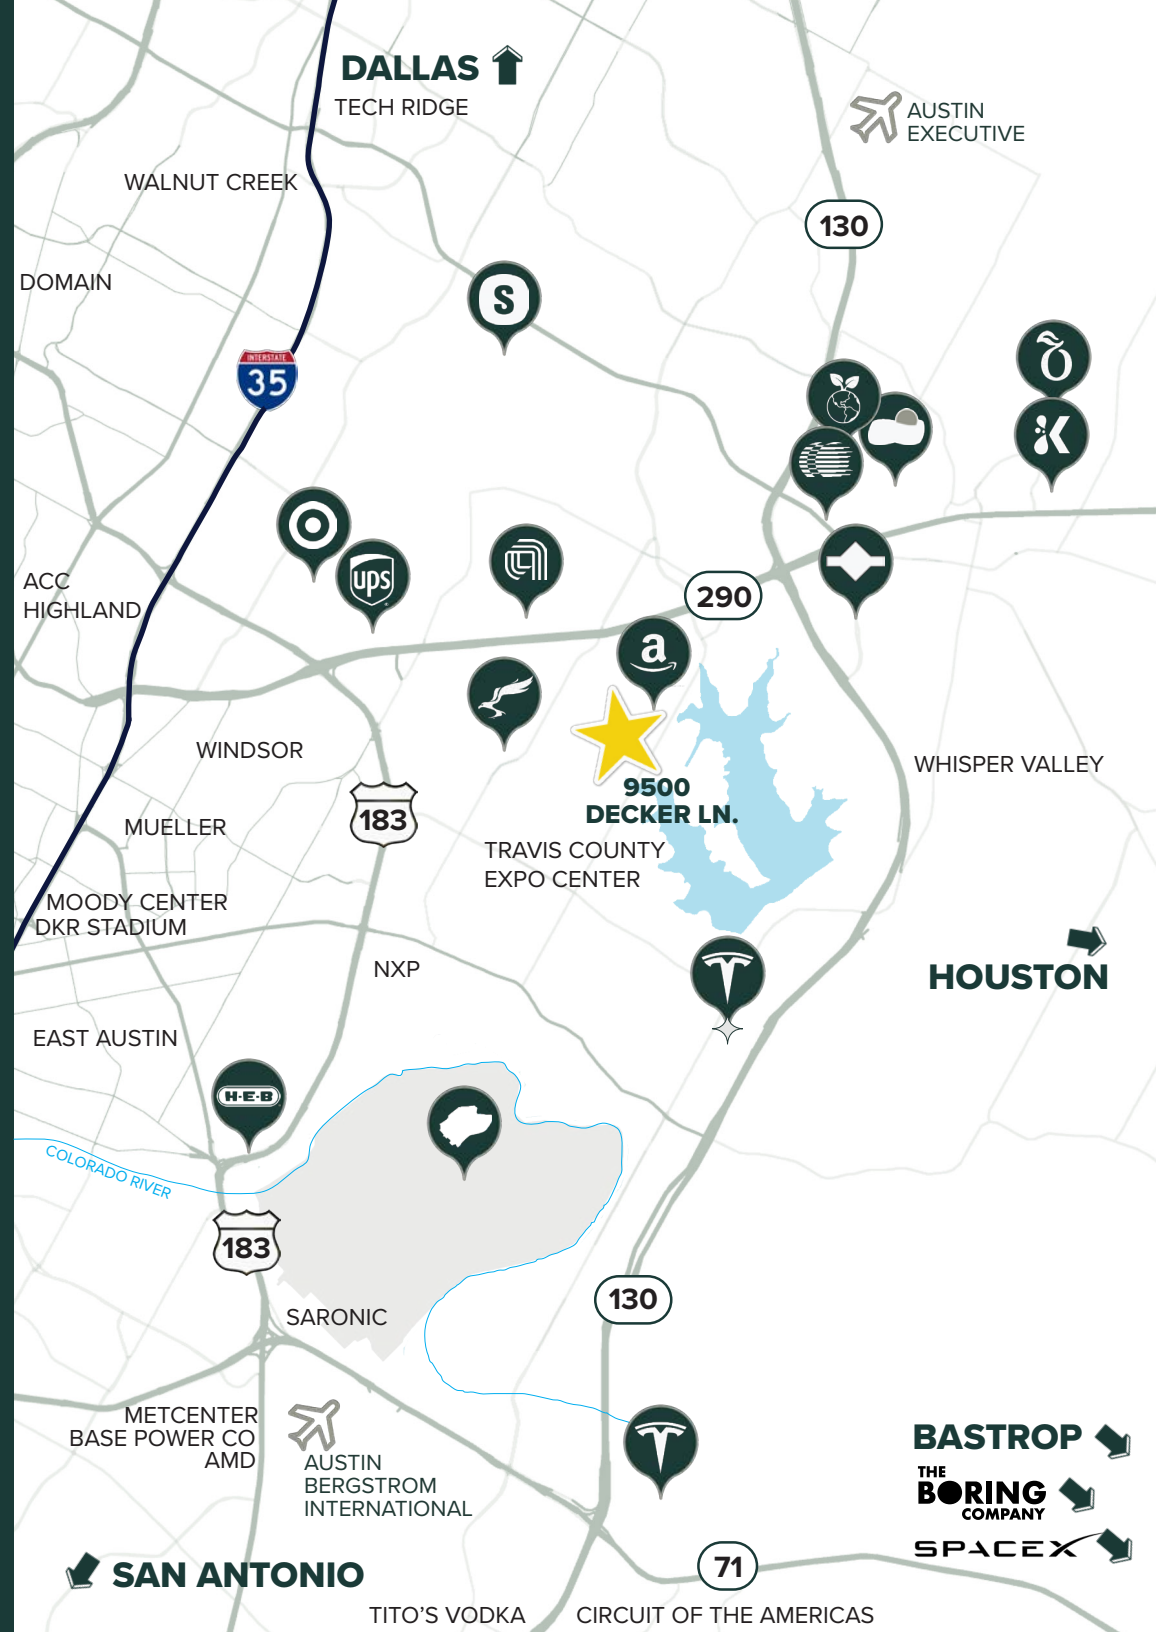 DALLAS
TECH RIDGE
AUSTIN
EXECUTIVE
WALNUT CREEK
130
DOMAIN
S
INTERSTATE
35
K
ups
ACC
HIGHLAND
290
a
WINDSOR
WHISPER VALLEY
9500
DECKER LN.
183
MUELLER
TRAVIS COUNTY
EXPO CENTER
MOODY CENTER
DKR STADIUM
NXP
HOUSTON
EAST AUSTIN
H-E-B
COLORADO RIVER
183
130
SARONIC
METCENTER
BASE POWER CO
AMD
AUSTIN
BERGSTROM
INTERNATIONAL
BASTROP
THE
BORING
COMPANY
SPACEX
SAN ANTONIO
71
TITO'S VODKA
CIRCUIT OF THE AMERICAS